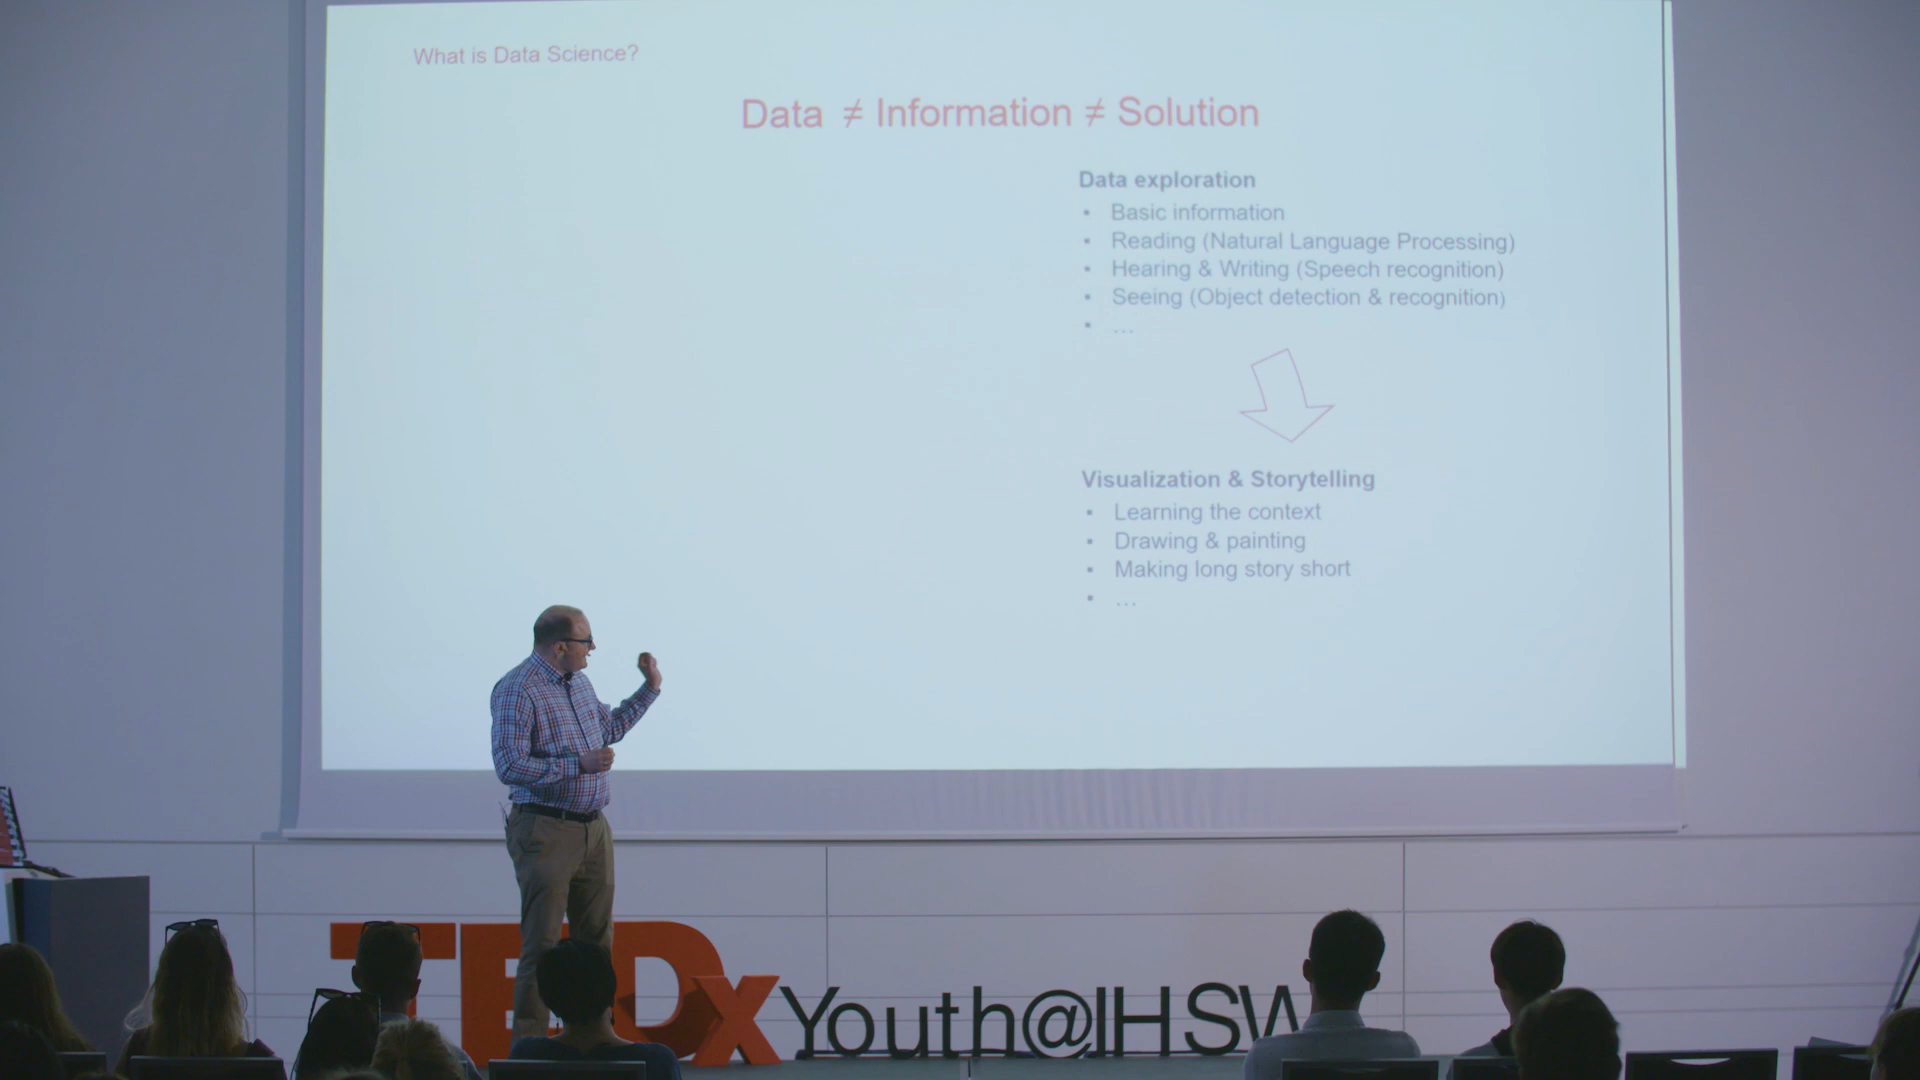 What is Data Science?
Data ≠ Information ≠ Solution
Data exploration
▪ Basic information
▪ Reading (Natural Language Processing)
▪ Hearing & Writing (Speech recognition)
▪ Seeing (Object detection & recognition)
▪ ...
Visualization & Storytelling
▪ Learning the context
▪ Drawing & painting
▪ Making long story short
▪ ...
TEDxYouth@IHSW